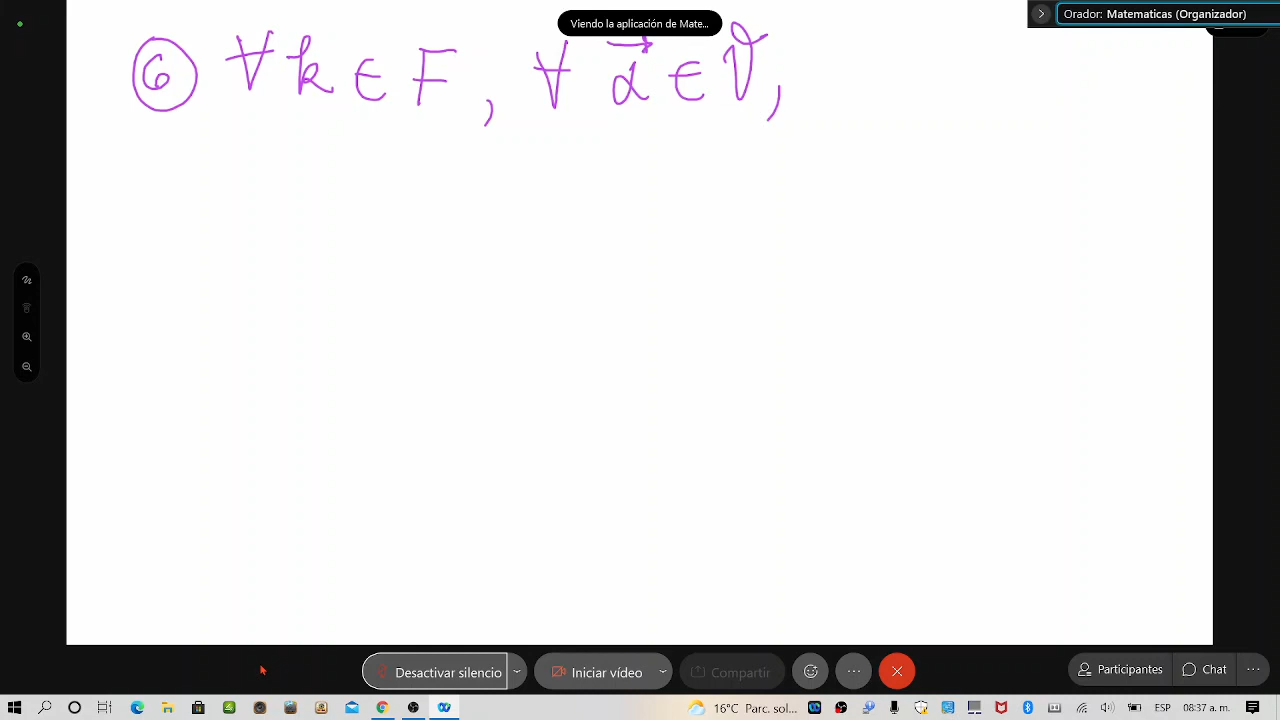 Viendo la aplicación de Mate...
Orador: Matematicas (Organizador)
⑥ ∀ k ∈ F, ∀ α⃗ ∈ V,
Desactivar silencio
Iniciar vídeo
Compartir
Participantes
Chat
16°C Parc. sol...
ESP
08:37 a. m.